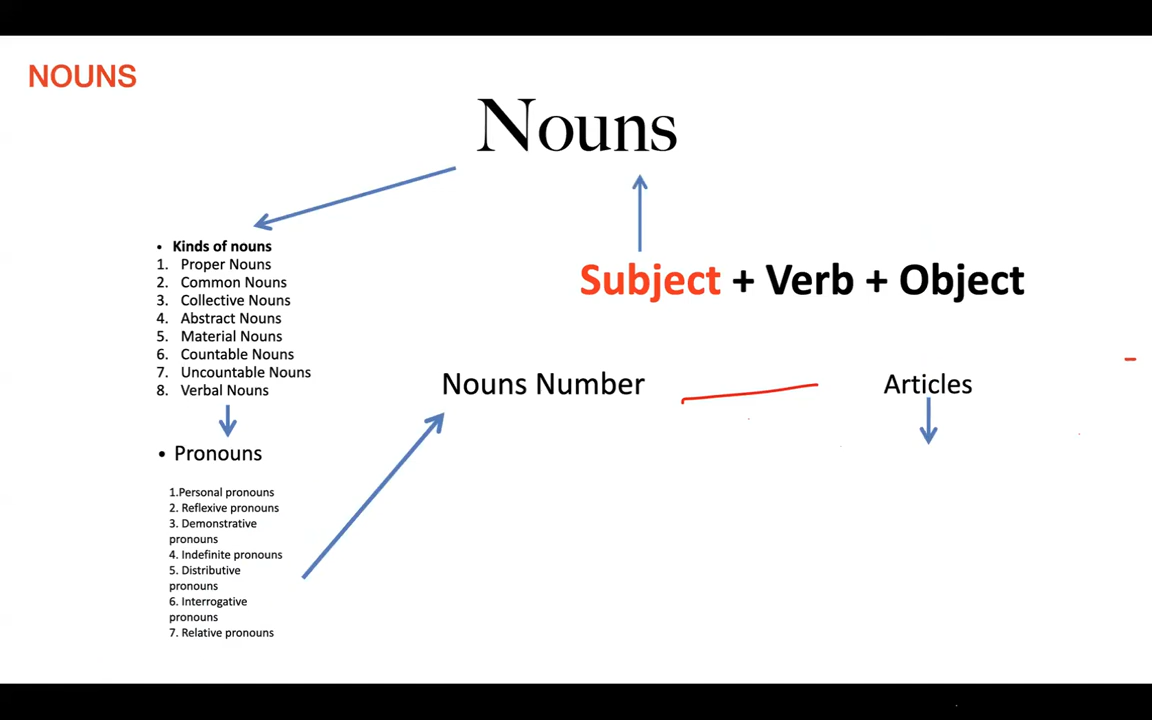 NOUNS
Nouns
• Kinds of nouns
1. Proper Nouns
2. Common Nouns
3. Collective Nouns
4. Abstract Nouns
5. Material Nouns
6. Countable Nouns
7. Uncountable Nouns
8. Verbal Nouns
Subject + Verb + Object
Nouns Number
Articles
• Pronouns
1.Personal pronouns
2. Reflexive pronouns
3. Demonstrative
pronouns
4. Indefinite pronouns
5. Distributive
pronouns
6. Interrogative
pronouns
7. Relative pronouns